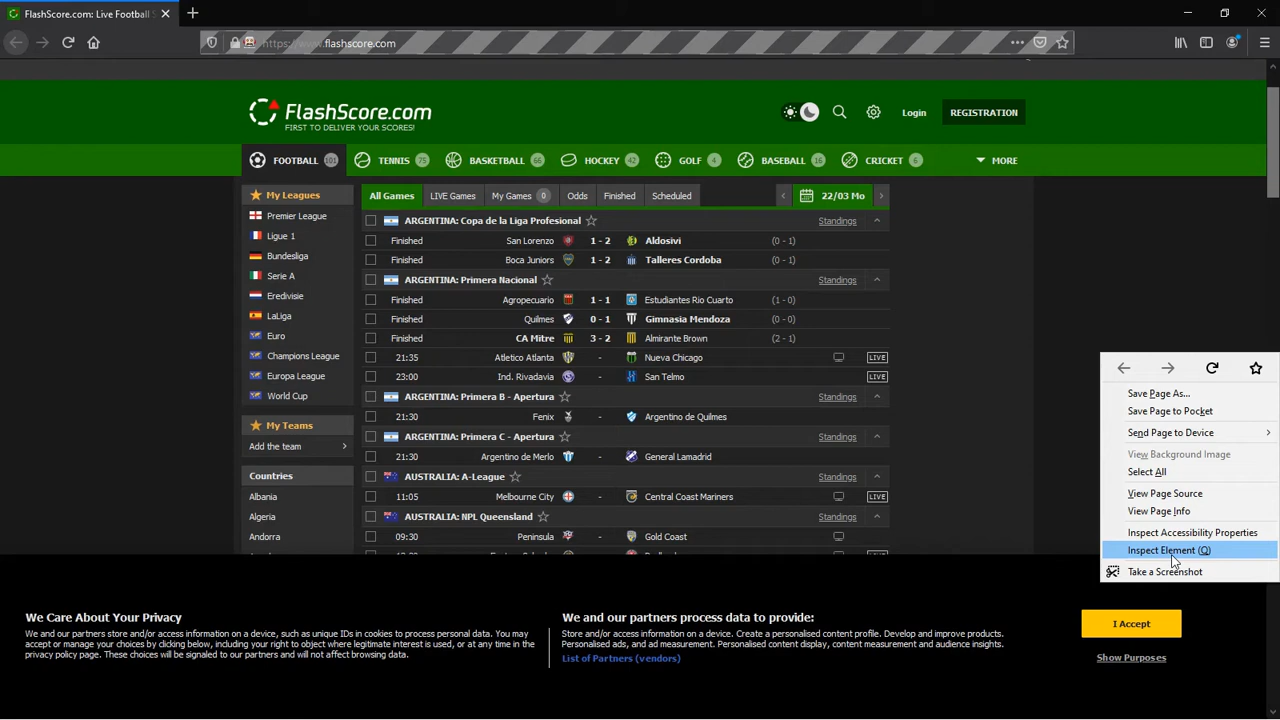 FlashScore.com: Live Football S
https://www.flashscore.com
FlashScore.com
FIRST TO DELIVER YOUR SCORES!
Login
REGISTRATION
FOOTBALL 101
TENNIS 75
BASKETBALL 66
HOCKEY 42
GOLF 4
BASEBALL 16
CRICKET 6
MORE
My Leagues
Premier League
Ligue 1
Bundesliga
Serie A
Eredivisie
LaLiga
Euro
Champions League
Europa League
World Cup
My Teams
Add the team
Countries
Albania
Algeria
Andorra
All Games LIVE Games My Games 0 Odds Finished Scheduled 22/03 Mo
ARGENTINA: Copa de la Liga Profesional Standings
Finished San Lorenzo 1 - 2 Aldosivi (0 - 1)
Finished Boca Juniors 1 - 2 Talleres Cordoba (0 - 1)
ARGENTINA: Primera Nacional Standings
Finished Agropecuario 1 - 1 Estudiantes Rio Cuarto (1 - 0)
Finished Quilmes 0 - 1 Gimnasia Mendoza (0 - 0)
Finished CA Mitre 3 - 2 Almirante Brown (2 - 1)
21:35 Atletico Atlanta - Nueva Chicago LIVE
23:00 Ind. Rivadavia - San Telmo LIVE
ARGENTINA: Primera B - Apertura Standings
21:30 Fenix - Argentino de Quilmes
ARGENTINA: Primera C - Apertura Standings
21:30 Argentino de Merlo - General Lamadrid
AUSTRALIA: A-League Standings
11:05 Melbourne City - Central Coast Mariners LIVE
AUSTRALIA: NPL Queensland Standings
09:30 Peninsula - Gold Coast
Save Page As...
Save Page to Pocket
Send Page to Device
View Background Image
Select All
View Page Source
View Page Info
Inspect Accessibility Properties
Inspect Element (Q)
Take a Screenshot
We Care About Your Privacy
We and our partners store and/or access information on a device, such as unique IDs in cookies to process personal data. You may
accept or manage your choices by clicking below, including your right to object where legitimate interest is used, or at any time in the
privacy policy page. These choices will be signaled to our partners and will not affect browsing data.
We and our partners process data to provide:
Store and/or access information on a device. Create a personalised content profile. Develop and improve products.
Personalised ads, and ad measurement. Personalised content display, content measurement and audience insights.
List of Partners (vendors)
I Accept
Show Purposes